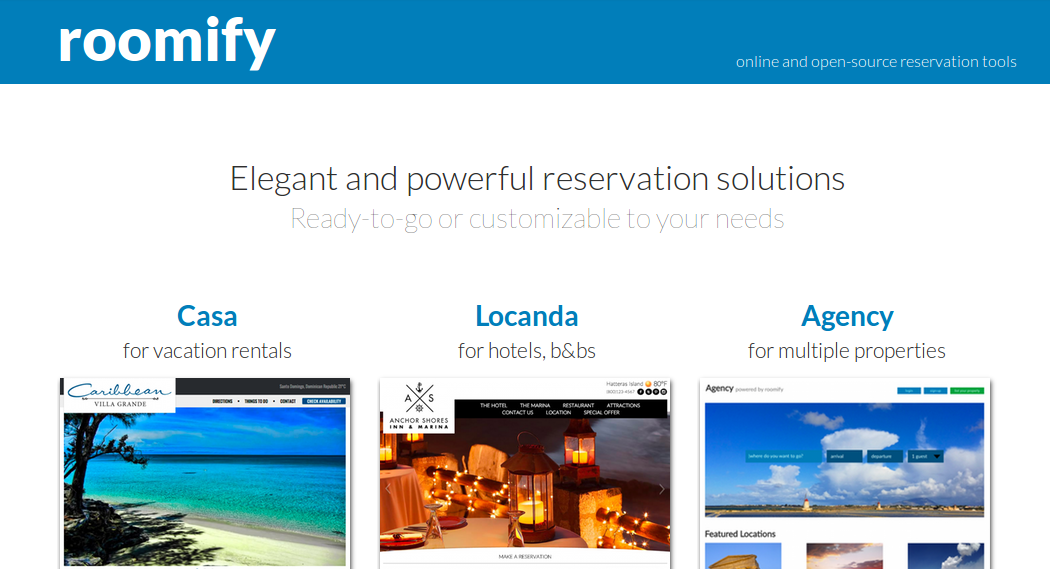 roomify
online and open-source reservation tools
Elegant and powerful reservation solutions
Ready-to-go or customizable to your needs
Casa
for vacation rentals
Locanda
for hotels, b&bs
Agency
for multiple properties
Caribbean
VILLA GRANDE
Santo Domingo, Dominican Republic 27°C
DIRECTIONS • THINGS TO DO • CONTACT CHECK AVAILABILITY
A S
ANCHOR SHORES
INN & MARINA
Hatteras Island 80°F
(800)123-4567
THE HOTEL THE MARINA RESTAURANT ATTRACTIONS
CONTACT US LOCATION SPECIAL OFFER
MAKE A RESERVATION
Agency powered by roomify
where do you want to go? arrival departure 1 guest
Featured Locations